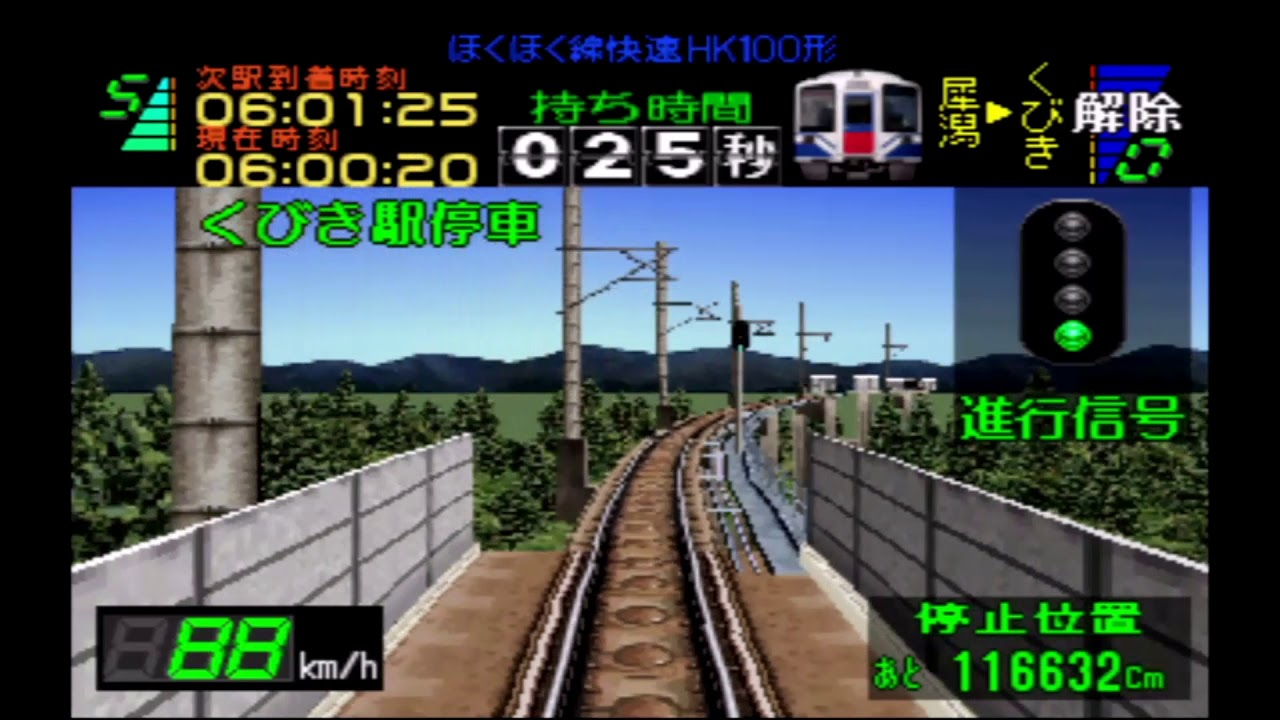 ほくほく線快速HK100形
次駅到着時刻
06:01:25
現在時刻
06:00:20
持ち時間
025秒
犀潟▶くびき
S
解除
0
くびき駅停車
進行信号
88km/h
停止位置
あと 116632cm